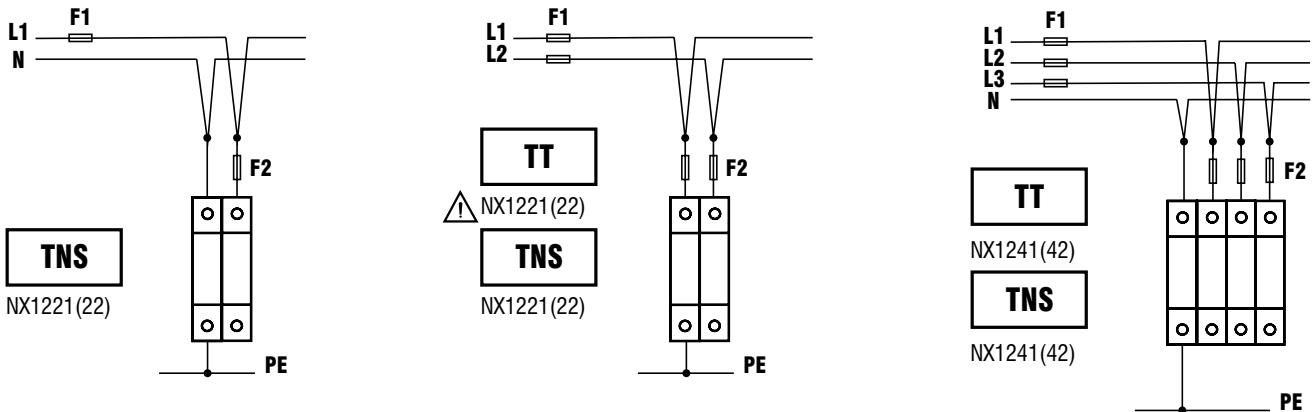 F1
L1
N
F2
TNS
NX1221(22)
PE
F1
L1
L2
TT
F2
NX1221(22)
TNS
NX1221(22)
PE
F1
L1
L2
L3
N
F2
TT
NX1241(42)
TNS
NX1241(42)
PE